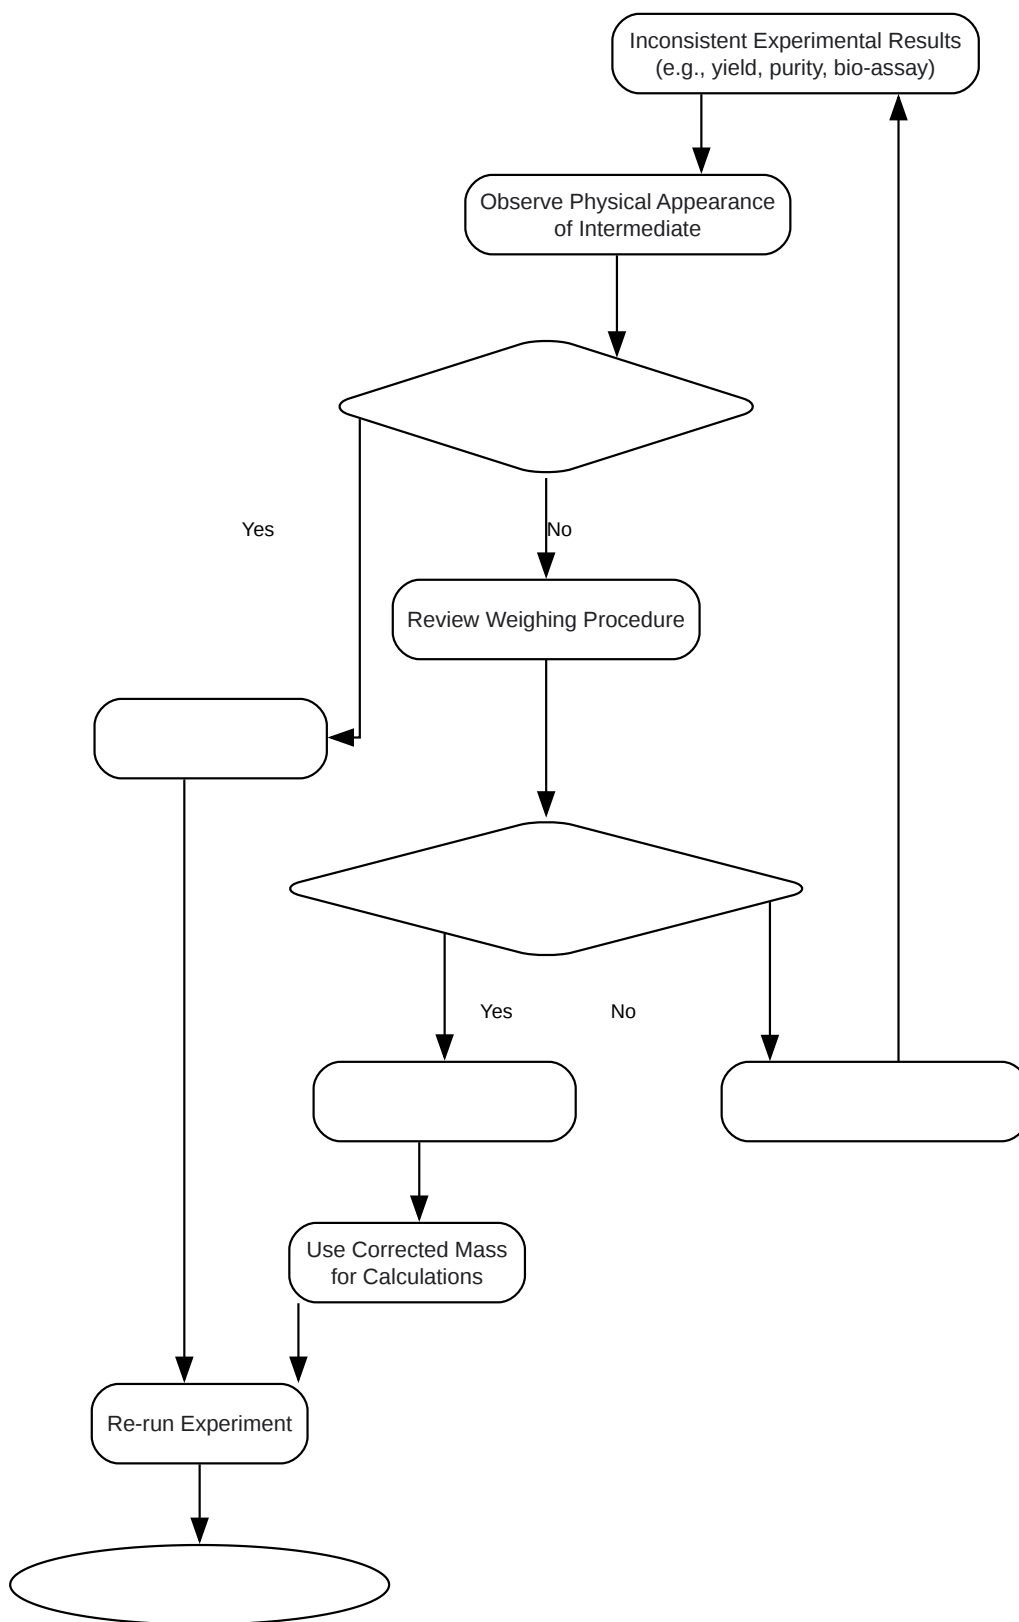 Inconsistent Experimental Results
(e.g., yield, purity, bio-assay)
Observe Physical Appearance
of Intermediate
Yes
No
Review Weighing Procedure
Yes
No
Use Corrected Mass
for Calculations
Re-run Experiment